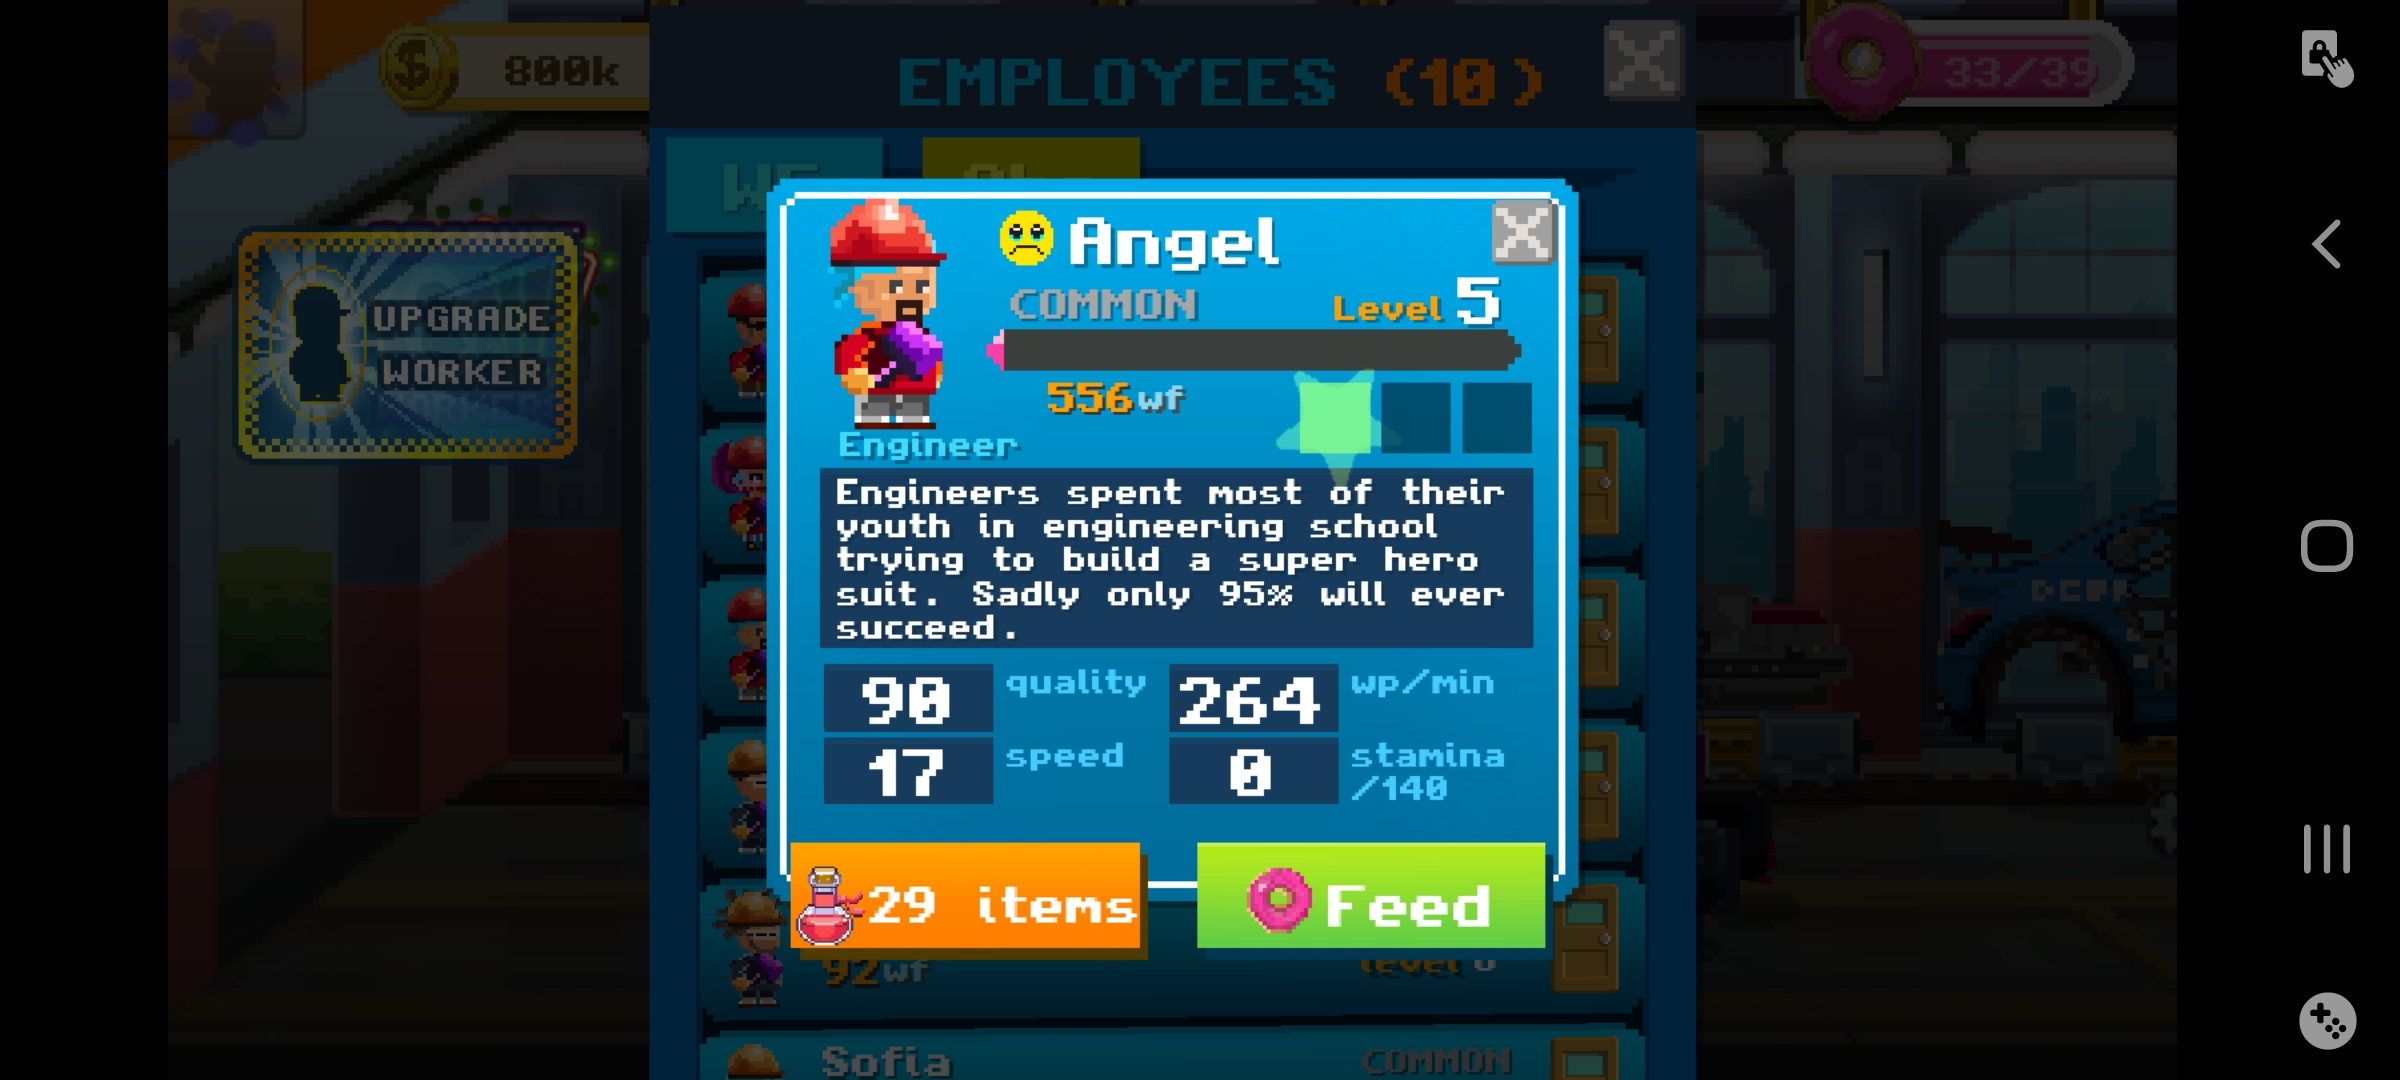 800k
EMPLOYEES (10)
33/39
UPGRADE
WORKER
Angel
COMMON
Level 5
556wf
Engineer
Engineers spent most of their
youth in engineering school
trying to build a super hero
suit. Sadly only 95% will ever
succeed.
90 quality
264 wp/min
17 speed
0 stamina
/140
29 items
Feed
92wf
Sofia
COMMON